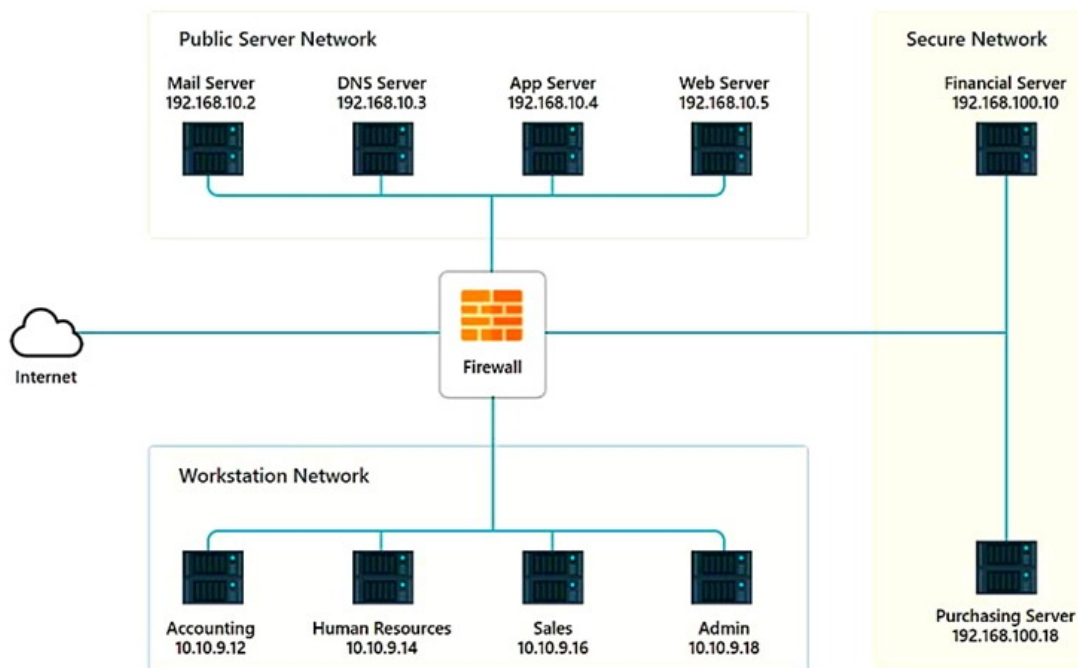 Public Server Network
Secure Network
Mail Server
192.168.10.2
DNS Server
192.168.10.3
App Server
192.168.10.4
Web Server
192.168.10.5
Financial Server
192.168.100.10
Internet
Firewall
Workstation Network
Accounting
10.10.9.12
Human Resources
10.10.9.14
Sales
10.10.9.16
Admin
10.10.9.18
Purchasing Server
192.168.100.18